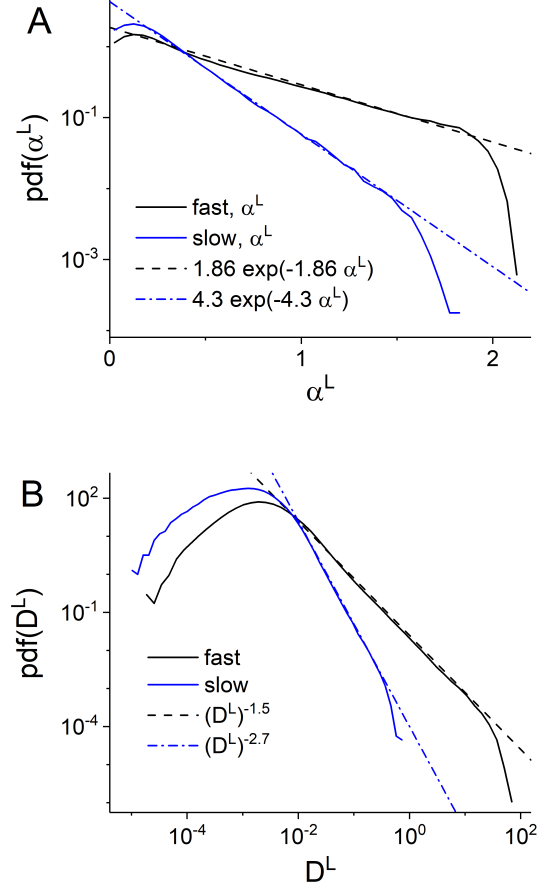 A
pdf(α^L)
10^-1
10^-3
fast, α^L
slow, α^L
1.86 exp(-1.86 α^L)
4.3 exp(-4.3 α^L)
0 1 2
α^L
B
pdf(D^L)
10^2
10^-1
10^-4
fast
slow
(D^L)^-1.5
(D^L)^-2.7
10^-4 10^-2 10^0 10^2
D^L